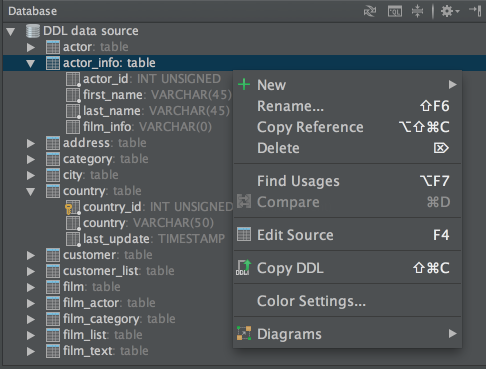 Database
DDL data source
actor: table
actor_info: table
actor_id: INT UNSIGNED
first_name: VARCHAR(45)
last_name: VARCHAR(45)
film_info: VARCHAR(0)
address: table
category: table
city: table
country: table
country_id: INT UNSIGNED
country: VARCHAR(50)
last_update: TIMESTAMP
customer: table
customer_list: table
film: table
film_actor: table
film_category: table
film_list: table
film_text: table
New
Rename... ⇧F6
Copy Reference ⌥⇧⌘C
Delete ⌦
Find Usages ⌥F7
Compare ⌘D
Edit Source F4
DDL Copy DDL ⇧⌘C
Color Settings...
Diagrams